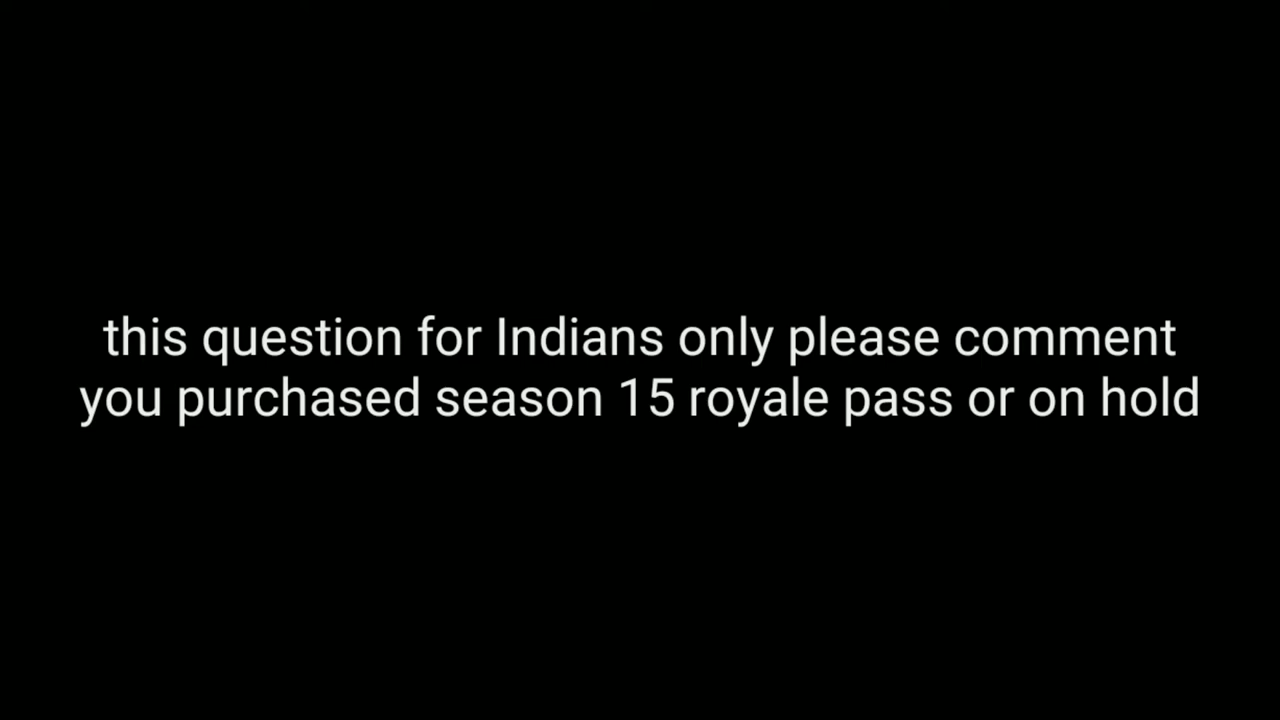 this question for Indians only please comment
you purchased season 15 royale pass or on hold